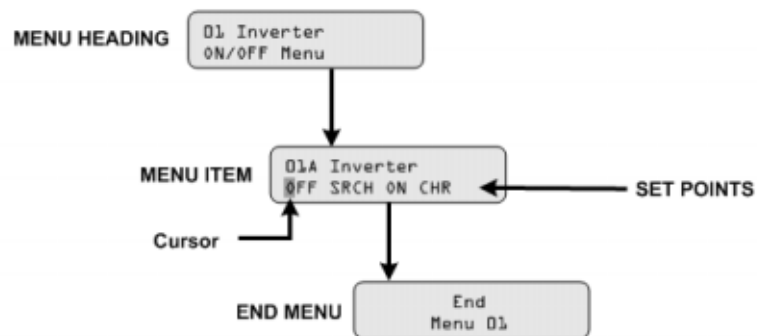 MENU HEADING
01 Inverter
ON/OFF Menu
MENU ITEM
01A Inverter
OFF SRCH ON CHR
SET POINTS
Cursor
END MENU
End
Menu 01